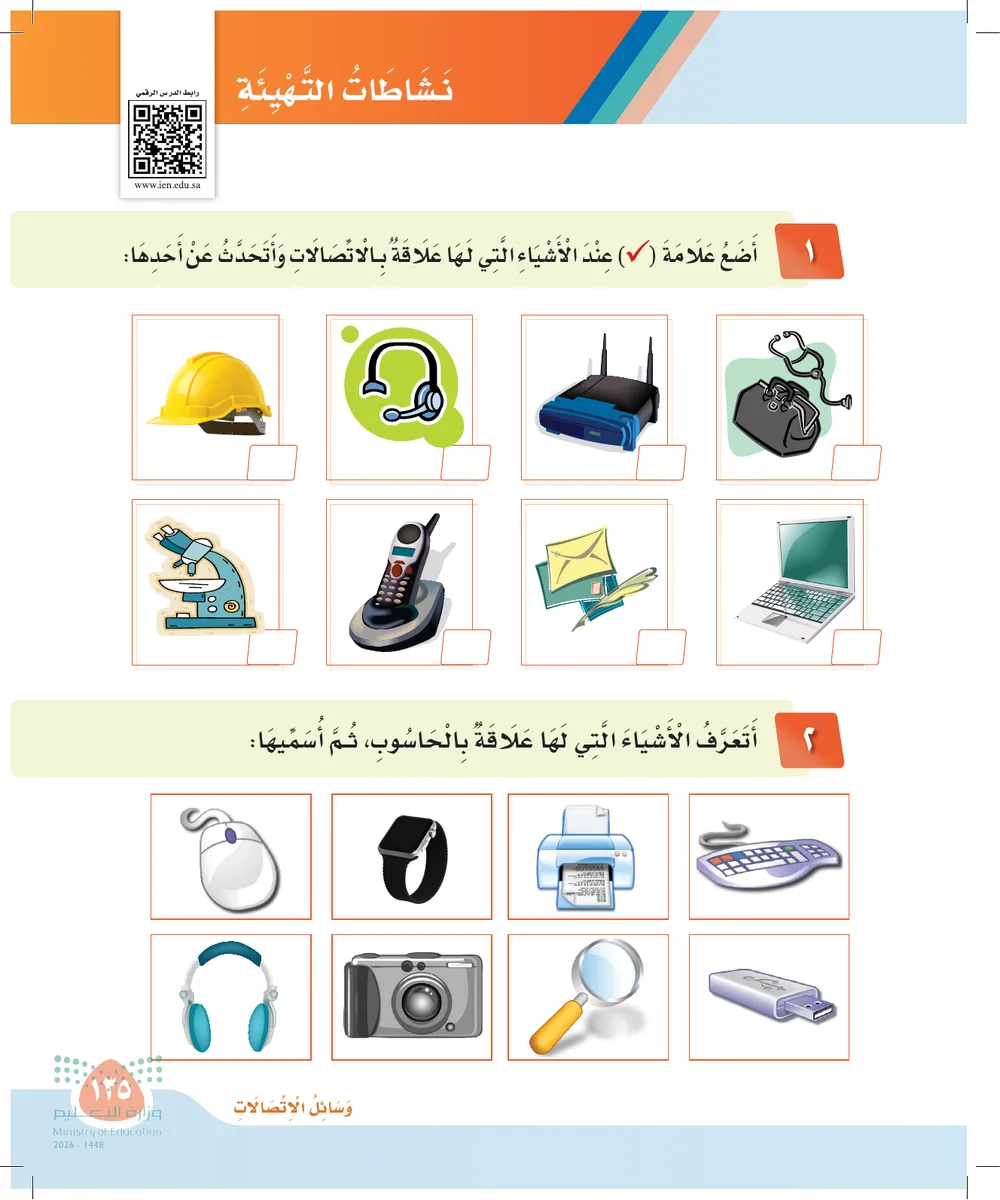 نَشَاطَاتُ التَّهْيِئَةِ
رابط الدرس الرقمي
www.ien.edu.sa
١
أَضَعُ عَلَامَةَ (✓) عِنْدَ الْأَشْيَاءِ الَّتِي لَهَا عَلَاقَةٌ بِالْاتِّصَالَاتِ وَأَتَحَدَّثُ عَنْ أَحَدِهَا:
٢
أَتَعَرَّفُ الْأَشْيَاءَ الَّتِي لَهَا عَلَاقَةٌ بِالْحَاسُوبِ، ثُمَّ أُسَمِّيهَا:
وَسَائِلُ الْاِتِّصَالَاتِ
١٣٥
وزارة التعليم
Ministry of Education
2026 - 1448